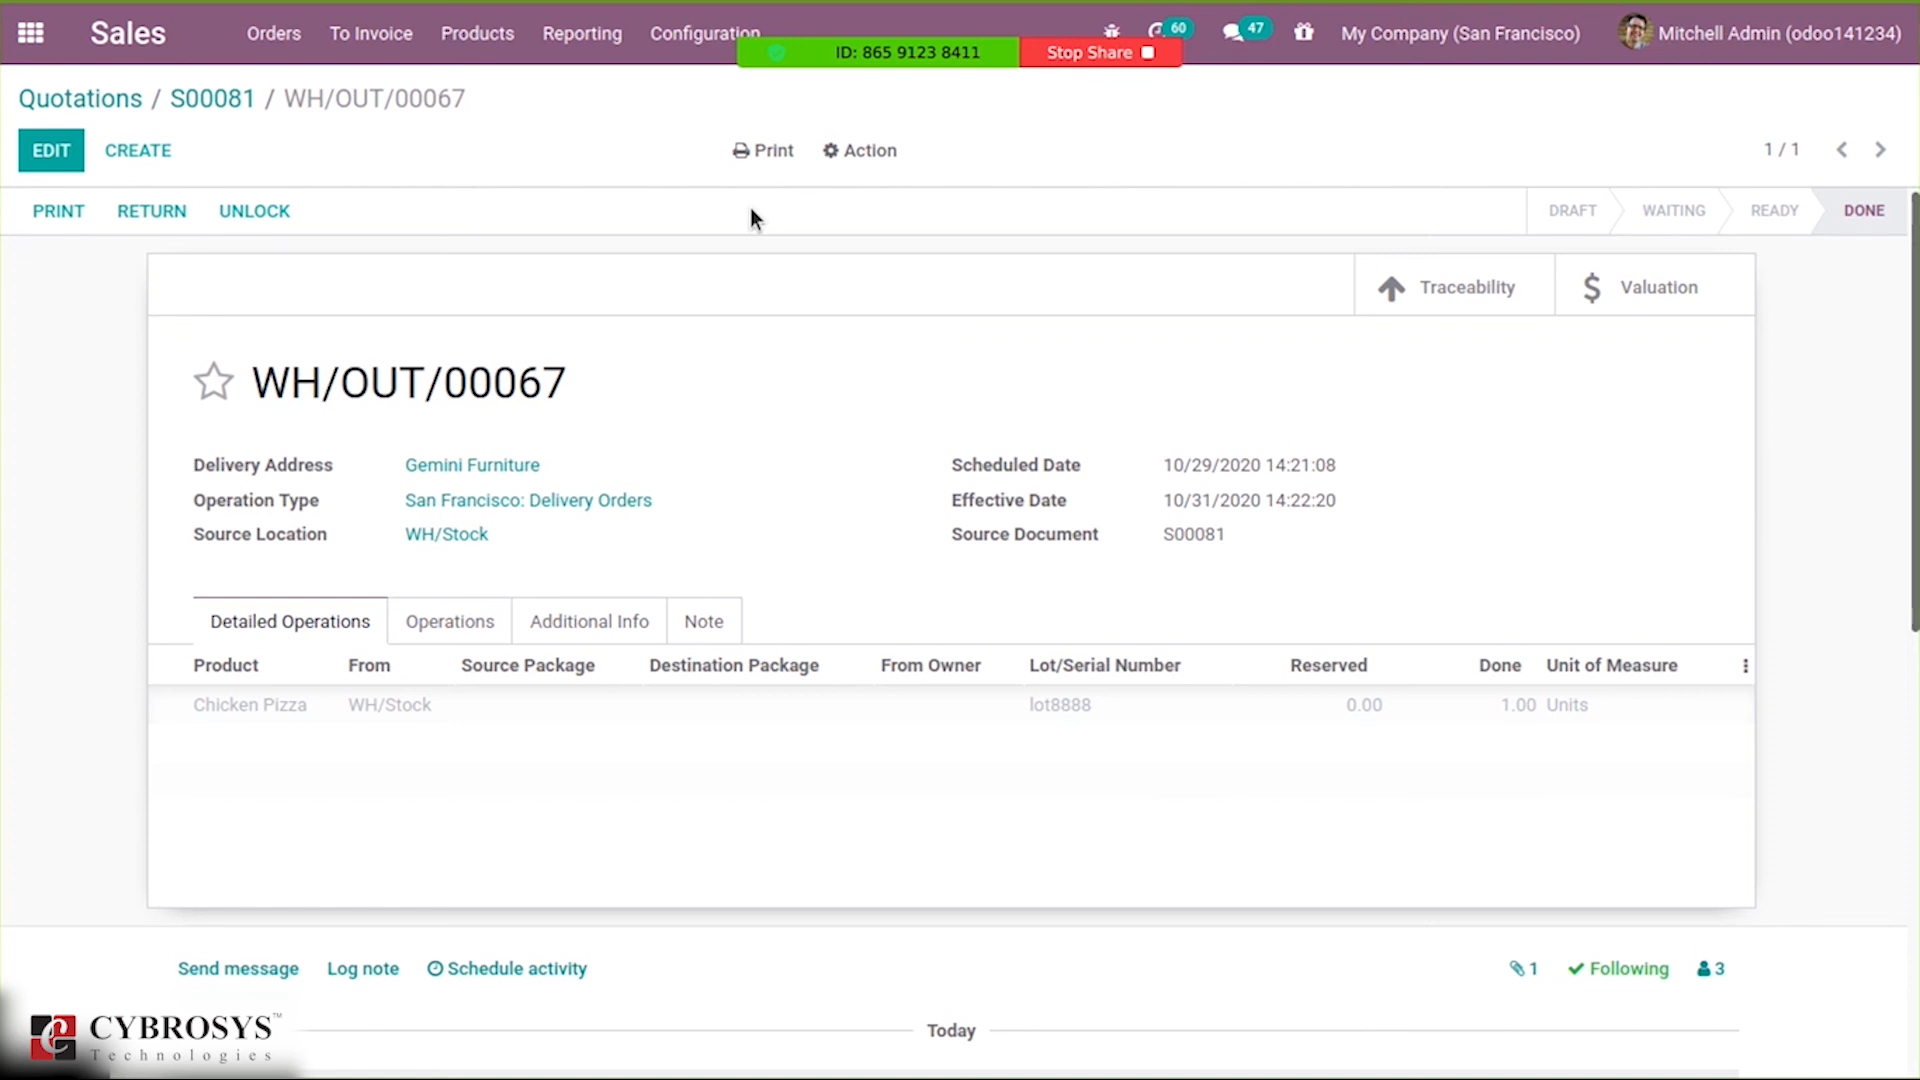 Sales Orders To Invoice Products Reporting Configuration 60 47 My Company (San Francisco) Mitchell Admin (odoo141234)
ID: 865 9123 8411 Stop Share
Quotations / S00081 / WH/OUT/00067
EDIT CREATE Print Action 1 / 1
PRINT RETURN UNLOCK DRAFT WAITING READY DONE
Traceability Valuation
WH/OUT/00067
Delivery Address Gemini Furniture Scheduled Date 10/29/2020 14:21:08
Operation Type San Francisco: Delivery Orders Effective Date 10/31/2020 14:22:20
Source Location WH/Stock Source Document S00081
Detailed Operations Operations Additional Info Note
Product From Source Package Destination Package From Owner Lot/Serial Number Reserved Done Unit of Measure
Chicken Pizza WH/Stock lot8888 0.00 1.00 Units
Send message Log note Schedule activity 1 Following 3
CYBROSYS™
Technologies
Today